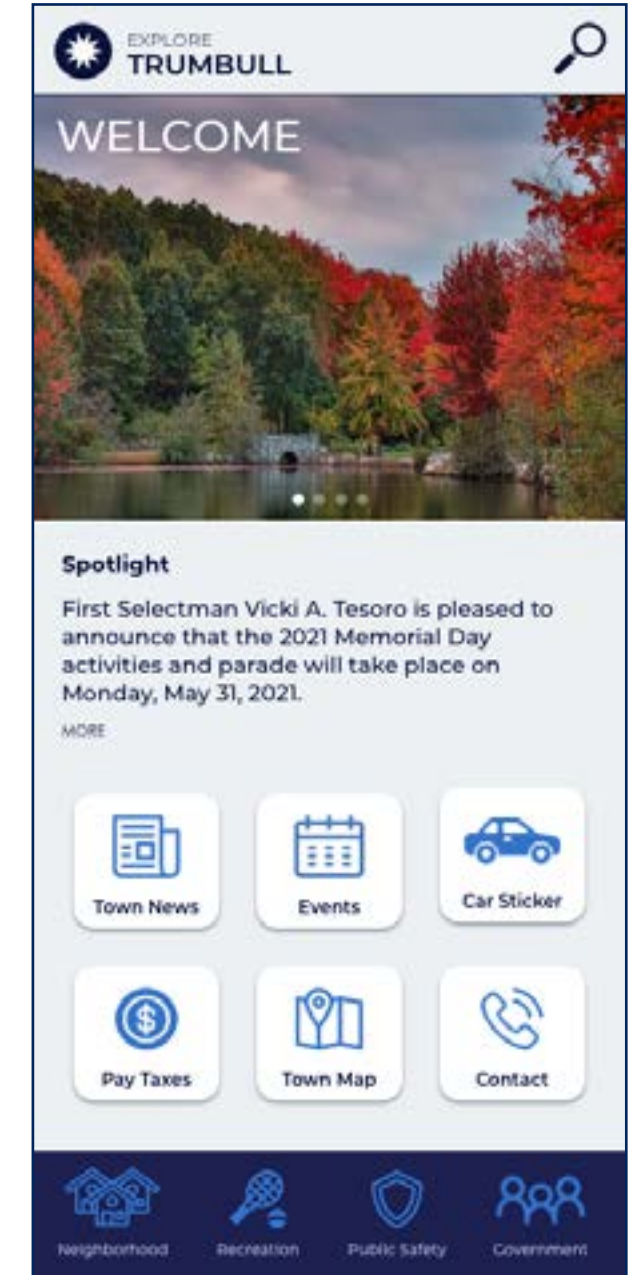 EXPLORE
TRUMBULL
WELCOME
Spotlight
First Selectman Vicki A. Tesoro is pleased to
announce that the 2021 Memorial Day
activities and parade will take place on
Monday, May 31, 2021.
MORE
Town News
Events
Car Sticker
Pay Taxes
Town Map
Contact
Neighborhood
Recreation
Public Safety
Government